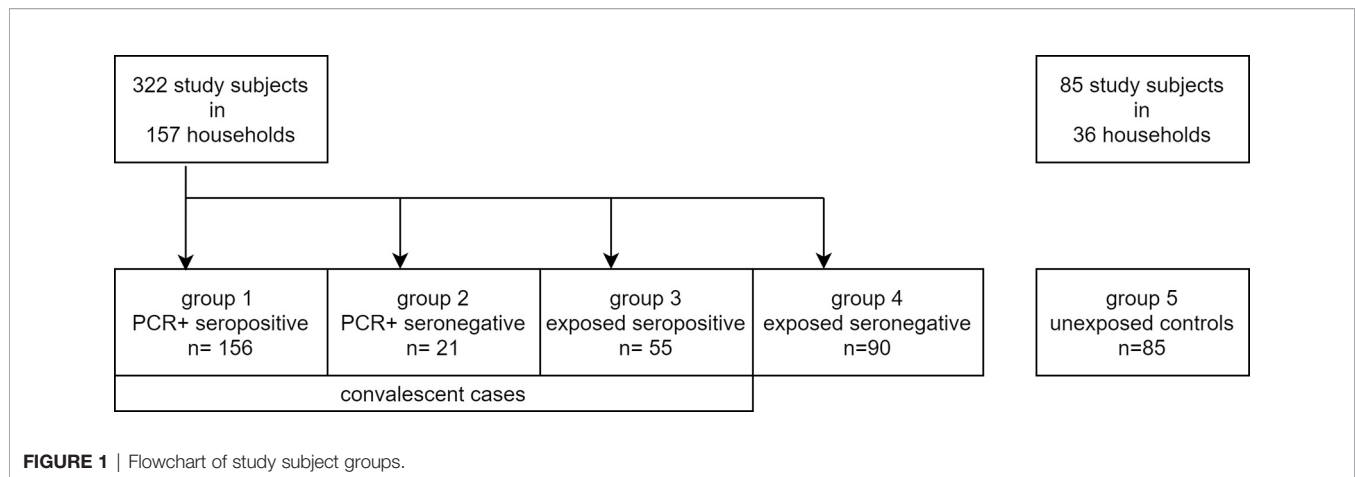 322 study subjects
in
157 households
85 study subjects
in
36 households
group 1
PCR+ seropositive
n= 156
group 2
PCR+ seronegative
n= 21
group 3
exposed seropositive
n= 55
group 4
exposed seronegative
n=90
group 5
unexposed controls
n=85
convalescent cases
FIGURE 1 | Flowchart of study subject groups.